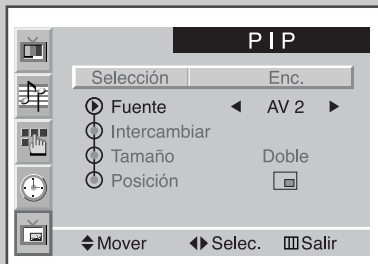 PIP
Selección Enc.
Fuente AV 2
Intercambiar
Tamaño Doble
Posición
Mover Selec. Salir